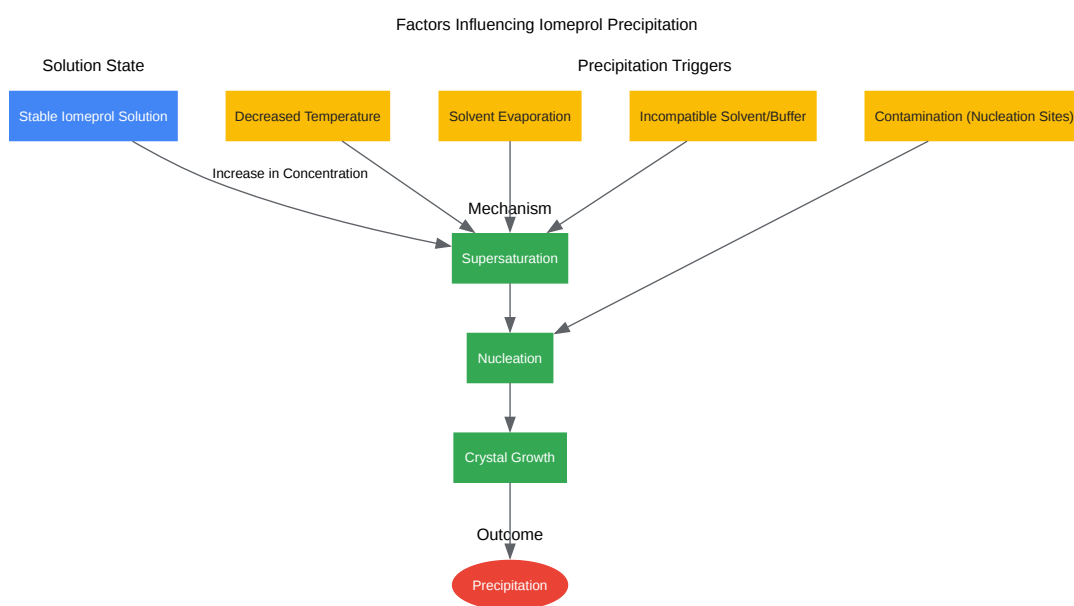 Factors Influencing Iomeprol Precipitation
Solution State
Precipitation Triggers
Stable Iomeprol Solution
Decreased Temperature
Solvent Evaporation
Incompatible Solvent/Buffer
Contamination (Nucleation Sites)
Increase in Concentration
Mechanism
Supersaturation
Nucleation
Crystal Growth
Outcome
Precipitation